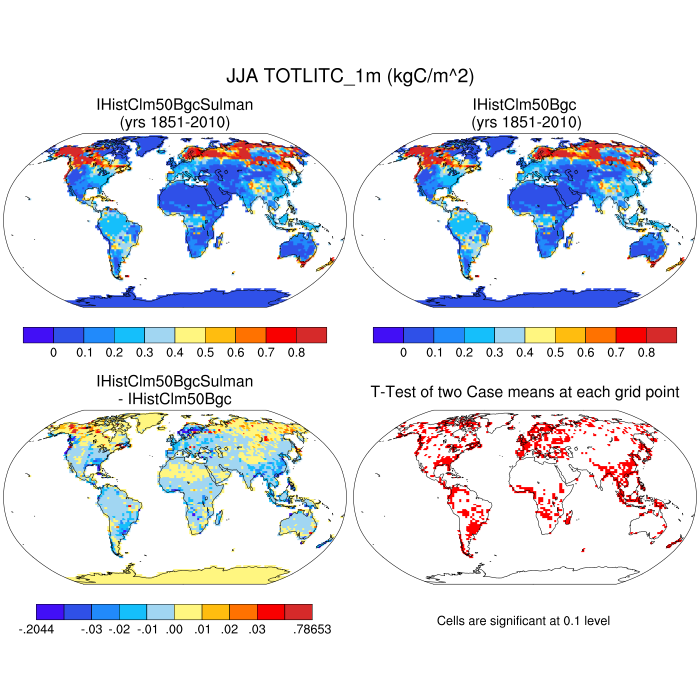 JJA TOTLITC_1m (kgC/m^2)
IHistClm50BgcSulman
(yrs 1851-2010)
IHistClm50Bgc
(yrs 1851-2010)
0 0.1 0.2 0.3 0.4 0.5 0.6 0.7 0.8
0 0.1 0.2 0.3 0.4 0.5 0.6 0.7 0.8
IHistClm50BgcSulman
- IHistClm50Bgc
T-Test of two Case means at each grid point
-.2044 -.03 -.02 -.01 .00 .01 .02 .03 .78653
Cells are significant at 0.1 level